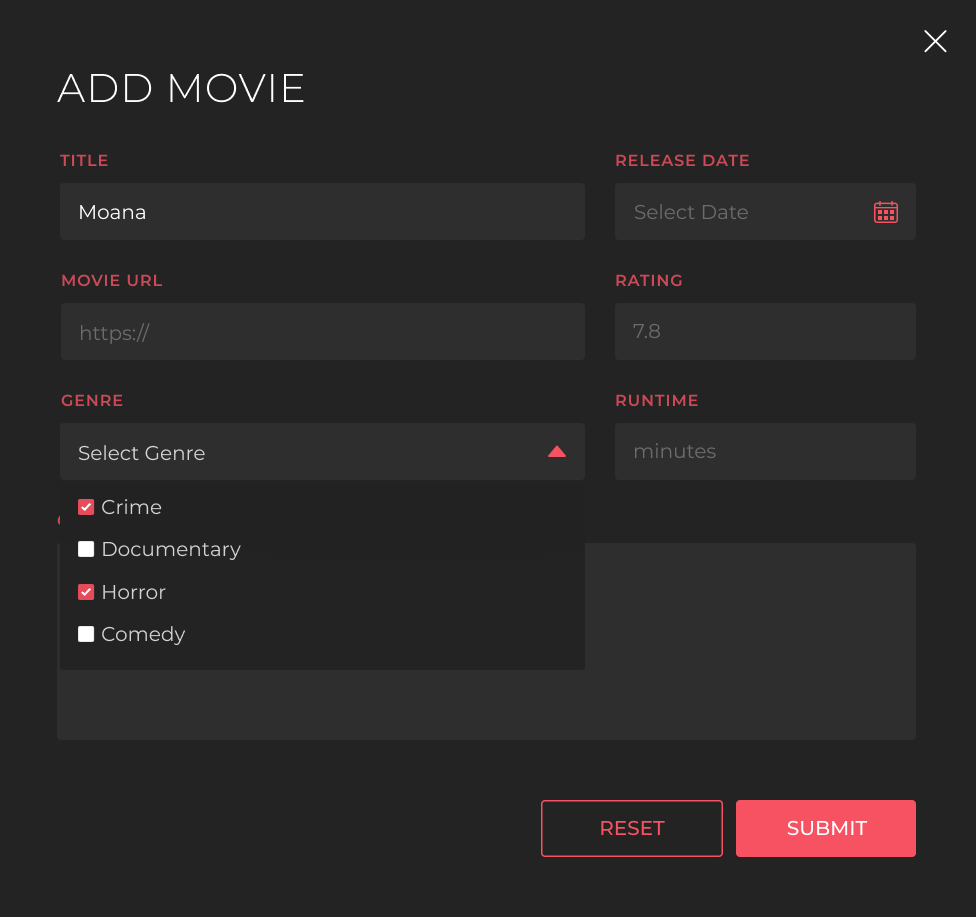 ADD MOVIE
TITLE
RELEASE DATE
Moana
Select Date
MOVIE URL
RATING
https://
7.8
GENRE
RUNTIME
Select Genre
minutes
Crime
Documentary
Horror
Comedy
RESET
SUBMIT